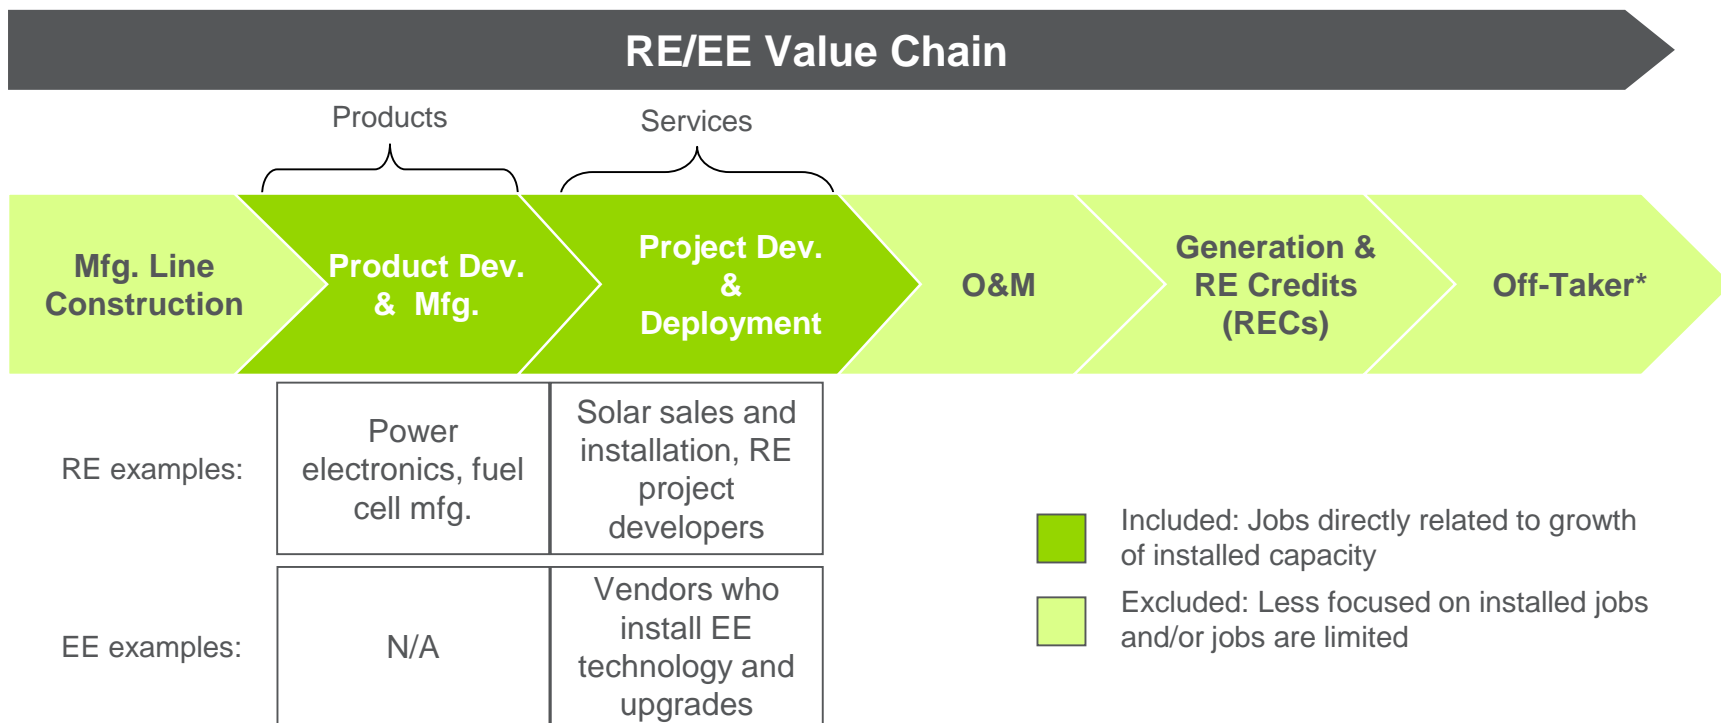 RE/EE Value Chain
Products
Services
Mfg. Line
Construction
Product Dev.
& Mfg.
Project Dev.
&
Deployment
O&M
Generation &
RE Credits
(RECs)
Off-Taker*
RE examples:
Power
electronics, fuel
cell mfg.
Solar sales and
installation, RE
project
developers
EE examples:
N/A
Vendors who
install EE
technology and
upgrades
Included: Jobs directly related to growth
of installed capacity
Excluded: Less focused on installed jobs
and/or jobs are limited